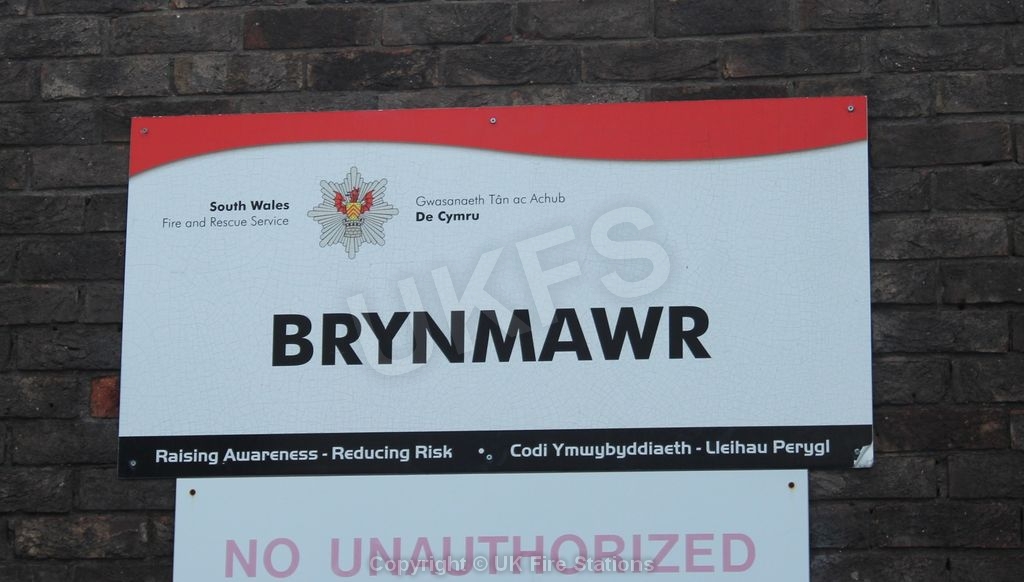 South Wales
Fire and Rescue Service
Gwasanaeth Tân ac Achub
De Cymru
UKFS
BRYNMAWR
Raising Awareness - Reducing Risk
Codi Ymwybyddiaeth - Lleihau Perygl
NO UNAUTHORIZED
Copyright © UK Fire Stations